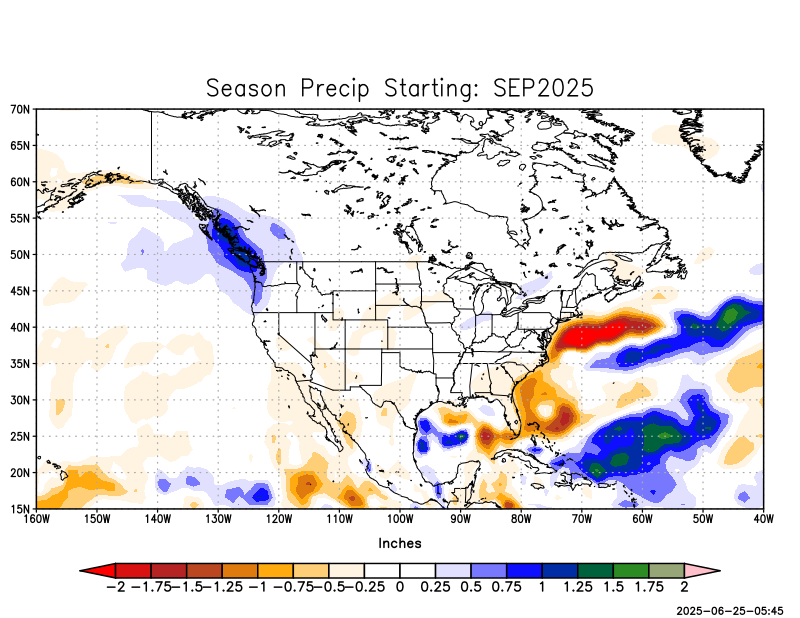 Season Precip Starting: SEP2025
70N
65N
60N
55N
50N
45N
40N
35N
30N
25N
20N
15N
160W 150W 140W 130W 120W 110W 100W 90W 80W 70W 60W 50W 40W
Inches
−2 −1.75 −1.5 −1.25 −1 −0.75 −0.5 −0.25 0 0.25 0.5 0.75 1 1.25 1.5 1.75 2
2025−06−25−05:45